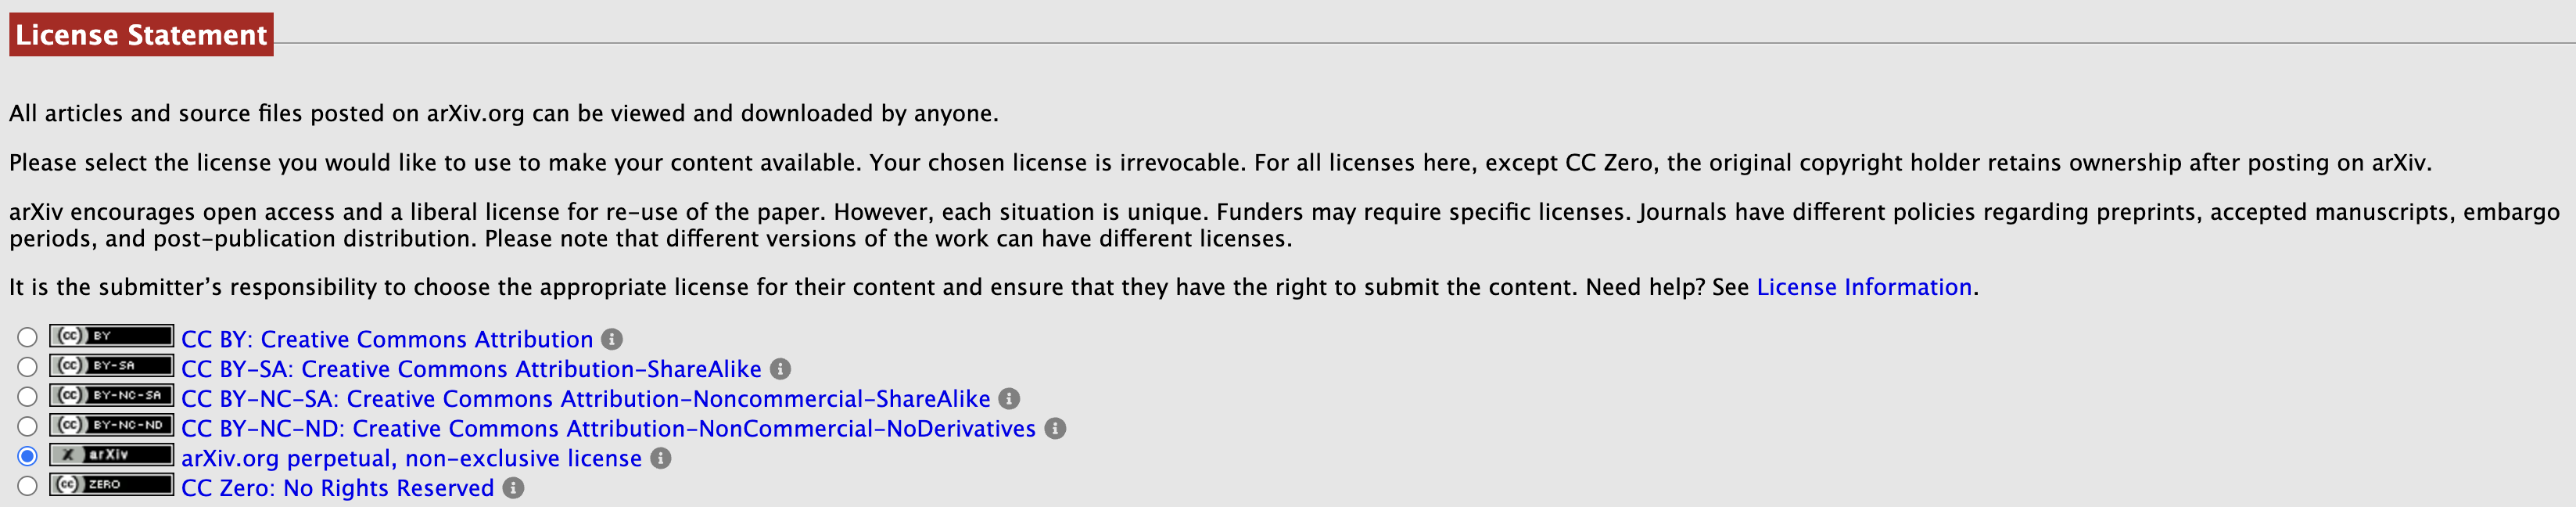 License Statement
All articles and source files posted on arXiv.org can be viewed and downloaded by anyone.
Please select the license you would like to use to make your content available. Your chosen license is irrevocable. For all licenses here, except CC Zero, the original copyright holder retains ownership after posting on arXiv.
arXiv encourages open access and a liberal license for re-use of the paper. However, each situation is unique. Funders may require specific licenses. Journals have different policies regarding preprints, accepted manuscripts, embargo
periods, and post-publication distribution. Please note that different versions of the work can have different licenses.
It is the submitter's responsibility to choose the appropriate license for their content and ensure that they have the right to submit the content. Need help? See License Information.
cc BY CC BY: Creative Commons Attribution i
cc BY-SA CC BY-SA: Creative Commons Attribution-ShareAlike i
cc BY-NC-SA CC BY-NC-SA: Creative Commons Attribution-Noncommercial-ShareAlike i
cc BY-NC-ND CC BY-NC-ND: Creative Commons Attribution-NonCommercial-NoDerivatives i
X arXiv arXiv.org perpetual, non-exclusive license i
cc ZERO CC Zero: No Rights Reserved i